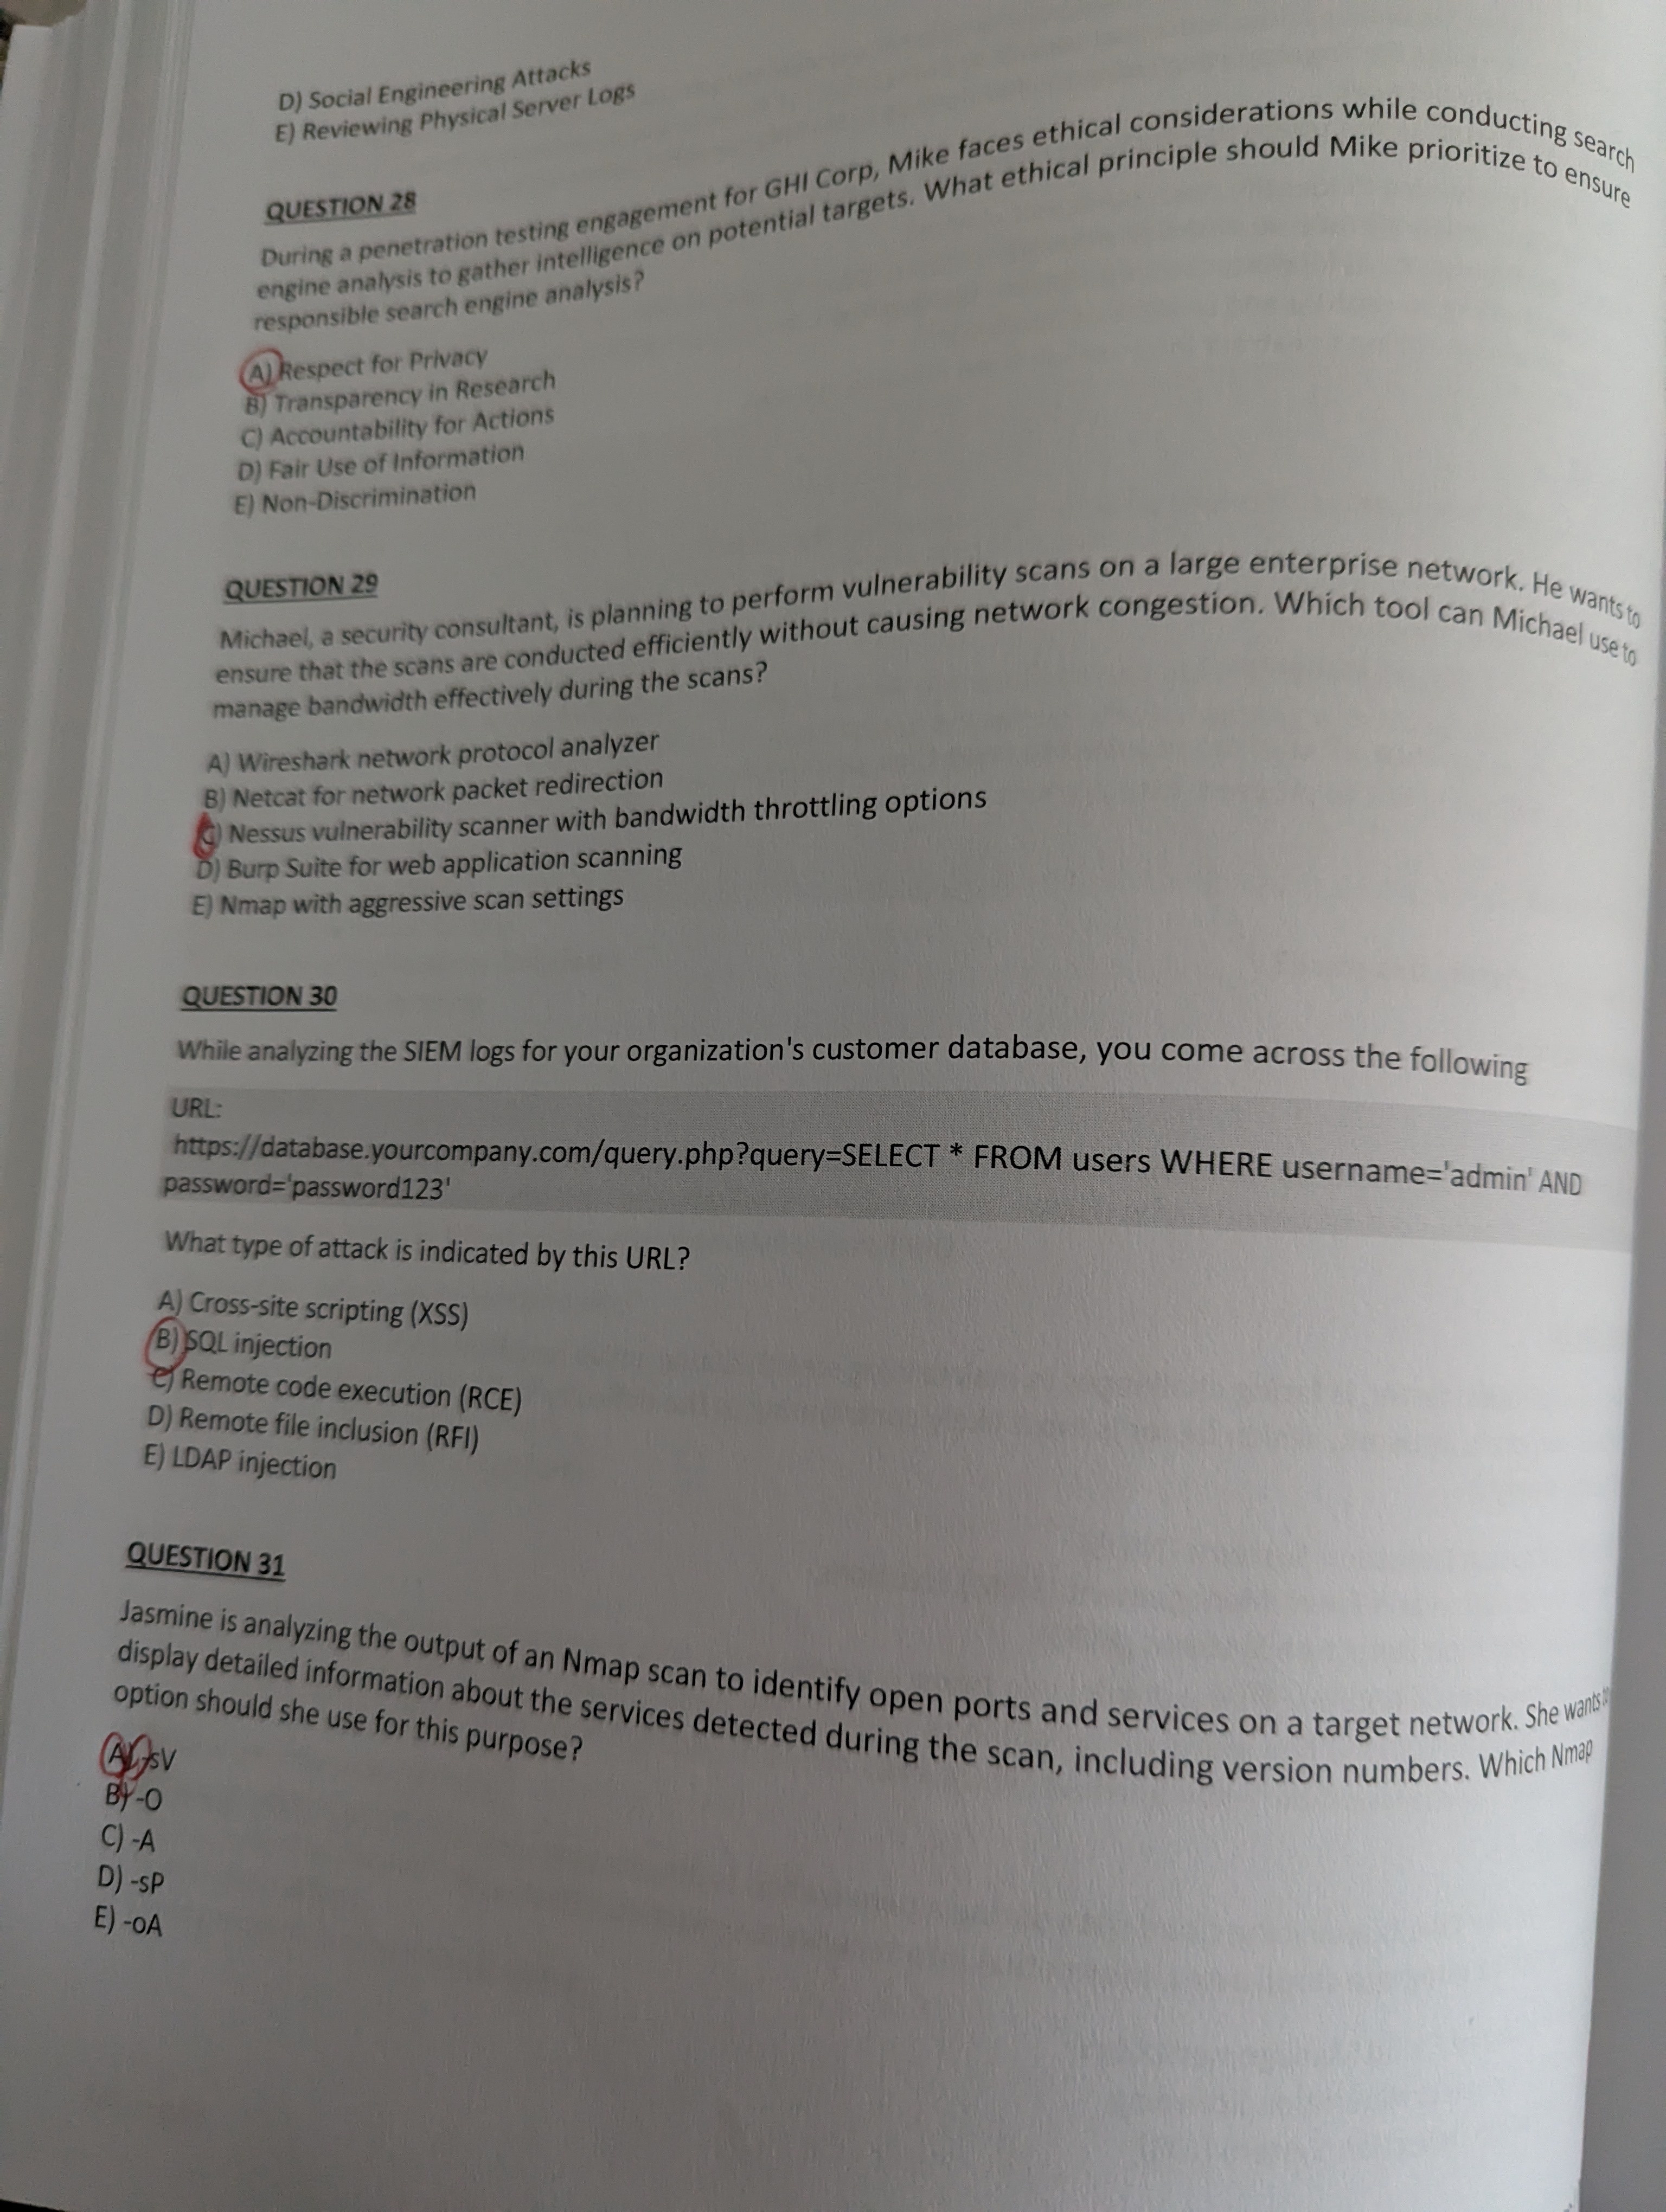 D) Social Engineering Attacks
E) Reviewing Physical Server Logs
QUESTION 28
During a penetration testing engagement for GHI Corp, Mike faces ethical considerations while conducting search
engine analysis to gather intelligence on potential targets. What ethical principle should Mike prioritize to ensure
responsible search engine analysis?
A) Respect for Privacy
B) Transparency in Research
C) Accountability for Actions
D) Fair Use of Information
E) Non-Discrimination
QUESTION 29
Michael, a security consultant, is planning to perform vulnerability scans on a large enterprise network. He wants to
ensure that the scans are conducted efficiently without causing network congestion. Which tool can Michael use to
manage bandwidth effectively during the scans?
A) Wireshark network protocol analyzer
B) Netcat for network packet redirection
C) Nessus vulnerability scanner with bandwidth throttling options
D) Burp Suite for web application scanning
E) Nmap with aggressive scan settings
QUESTION 30
While analyzing the SIEM logs for your organization's customer database, you come across the following
URL:
https://database.yourcompany.com/query.php?query=SELECT * FROM users WHERE username='admin' AND
password='password123'
What type of attack is indicated by this URL?
A) Cross-site scripting (XSS)
B) SQL injection
C) Remote code execution (RCE)
D) Remote file inclusion (RFI)
E) LDAP injection
QUESTION 31
Jasmine is analyzing the output of an Nmap scan to identify open ports and services on a target network. She wants to
display detailed information about the services detected during the scan, including version numbers. Which Nmap
option should she use for this purpose?
A) -sV
B) -O
C) -A
D) -sP
E) -oA